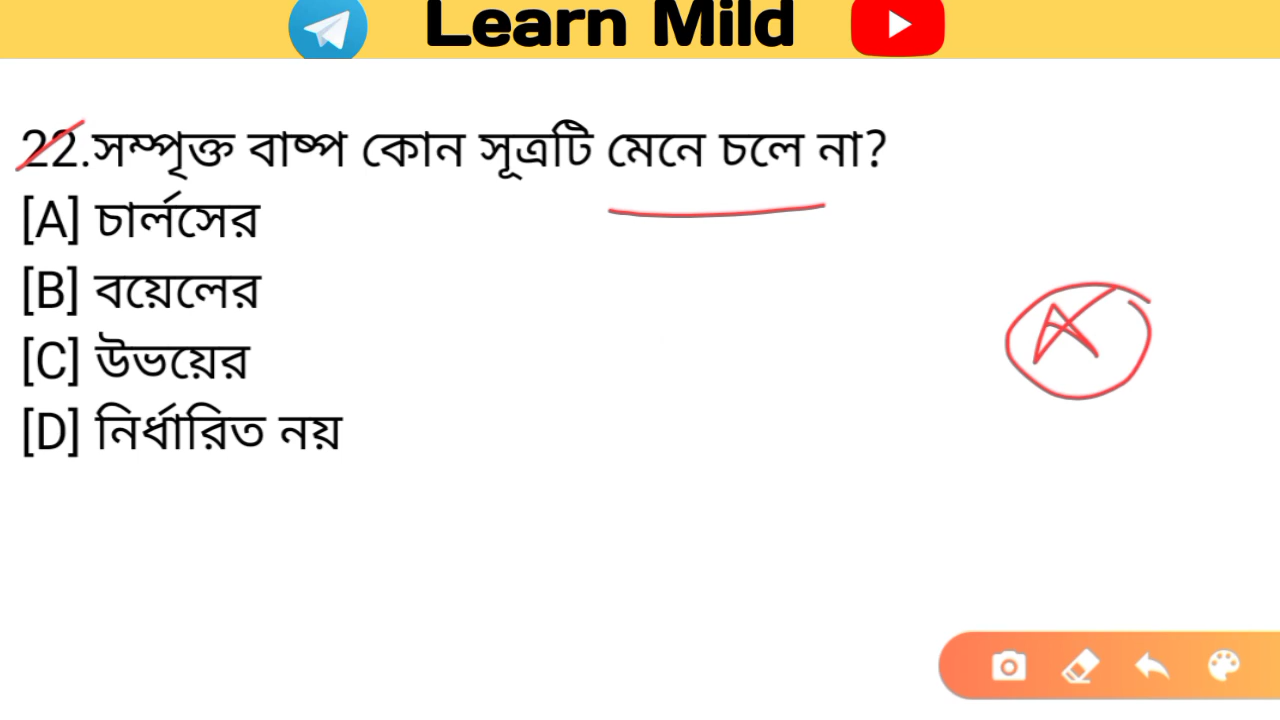 Learn Mild
22.সম্পৃক্ত বাষ্প কোন সূত্রটি মেনে চলে না?
[A] চার্লসের
[B] বয়েলের
[C] উভয়ের
[D] নির্ধারিত নয়
A